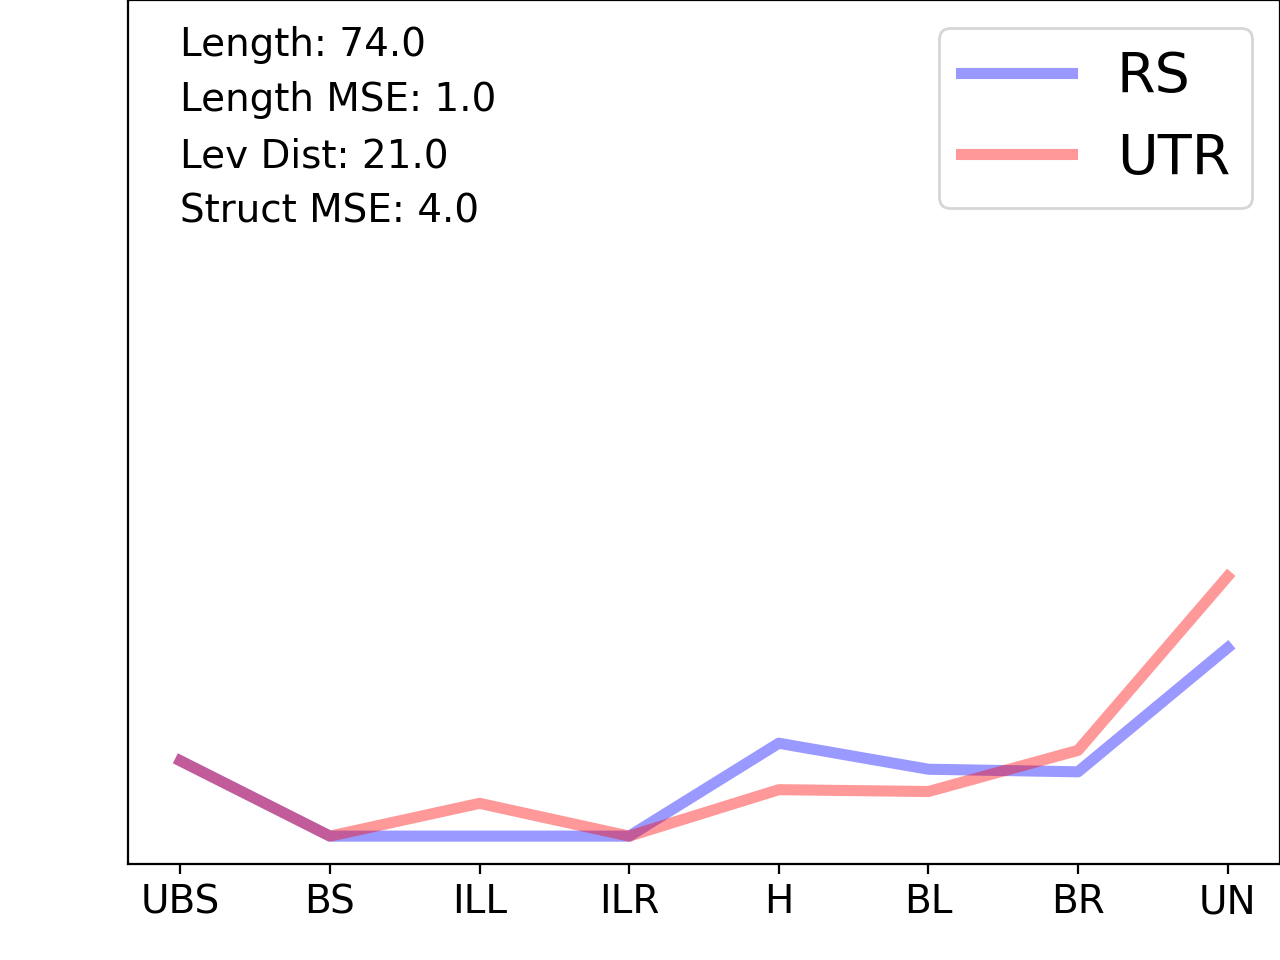 Length: 74.0
Length MSE: 1.0
Lev Dist: 21.0
Struct MSE: 4.0
RS
UTR
UBS BS ILL ILR H BL BR UN